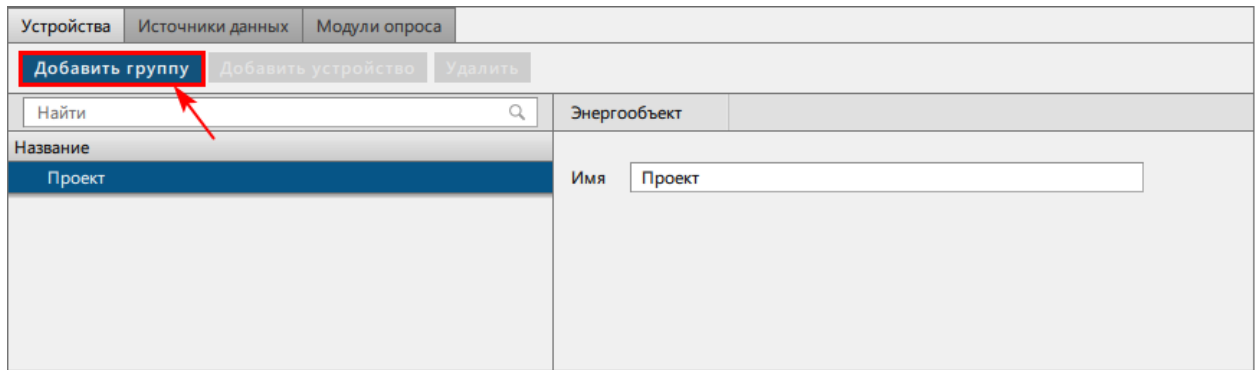 Устройства Источники данных Модули опроса
Добавить группу Добавить устройство Удалить
Найти Энергообъект
Название
Проект
Имя Проект